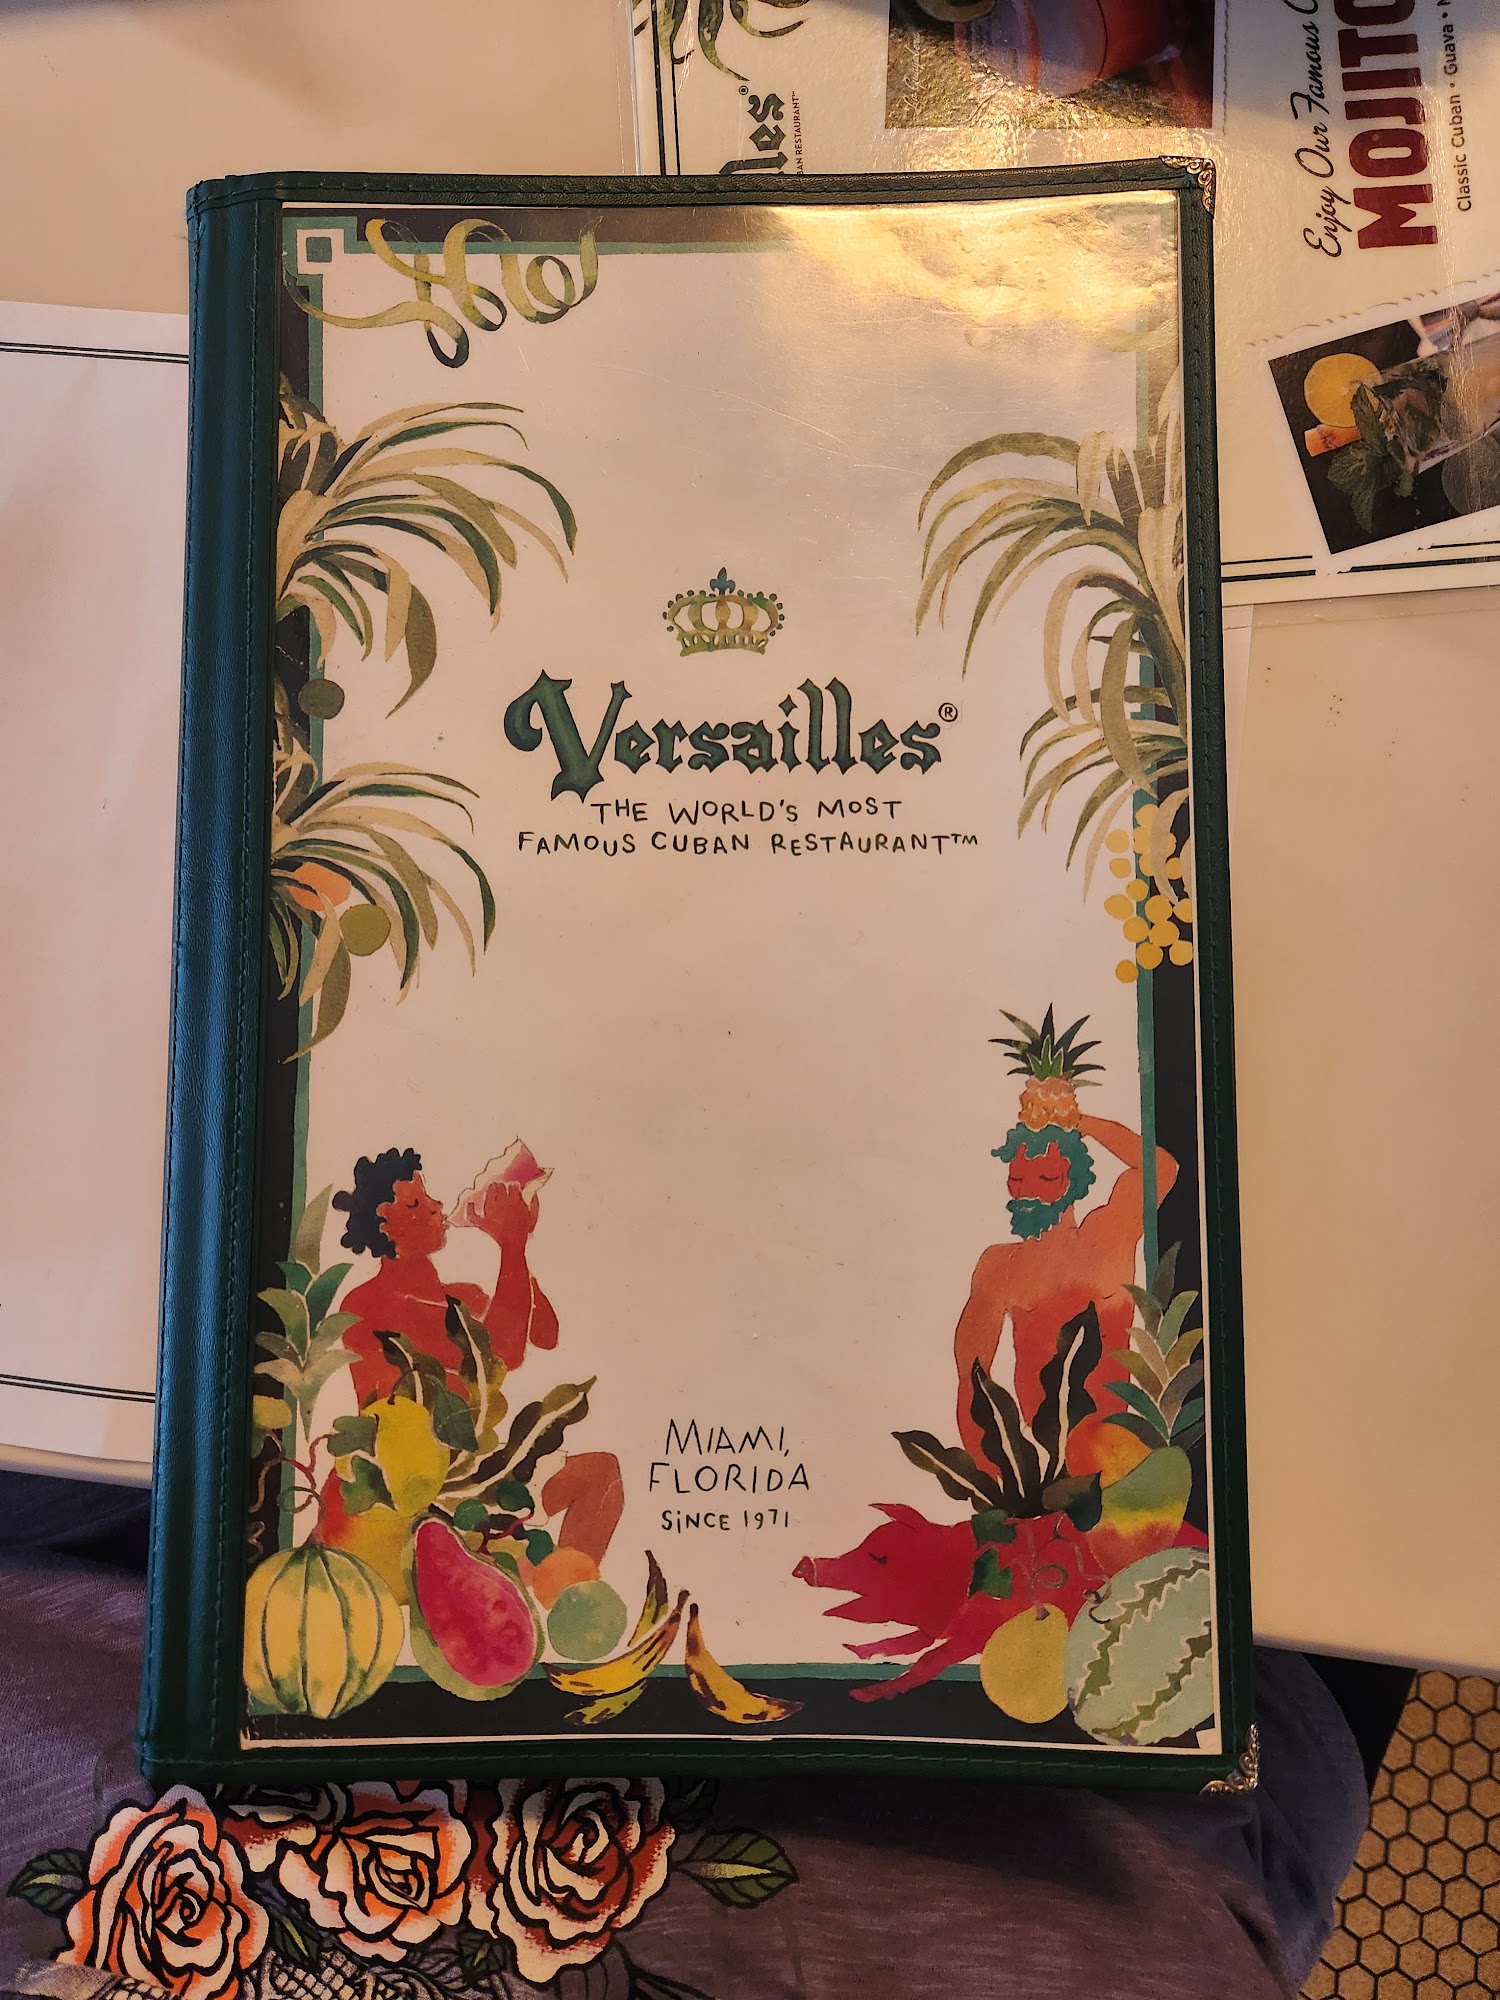 Versailles®
THE WORLD'S MOST
FAMOUS CUBAN RESTAURANT™
MIAMI,
FLORIDA
SiNCE 1971
Enjoy Our Famous
MOJITO
Classic Cuban • Guava •